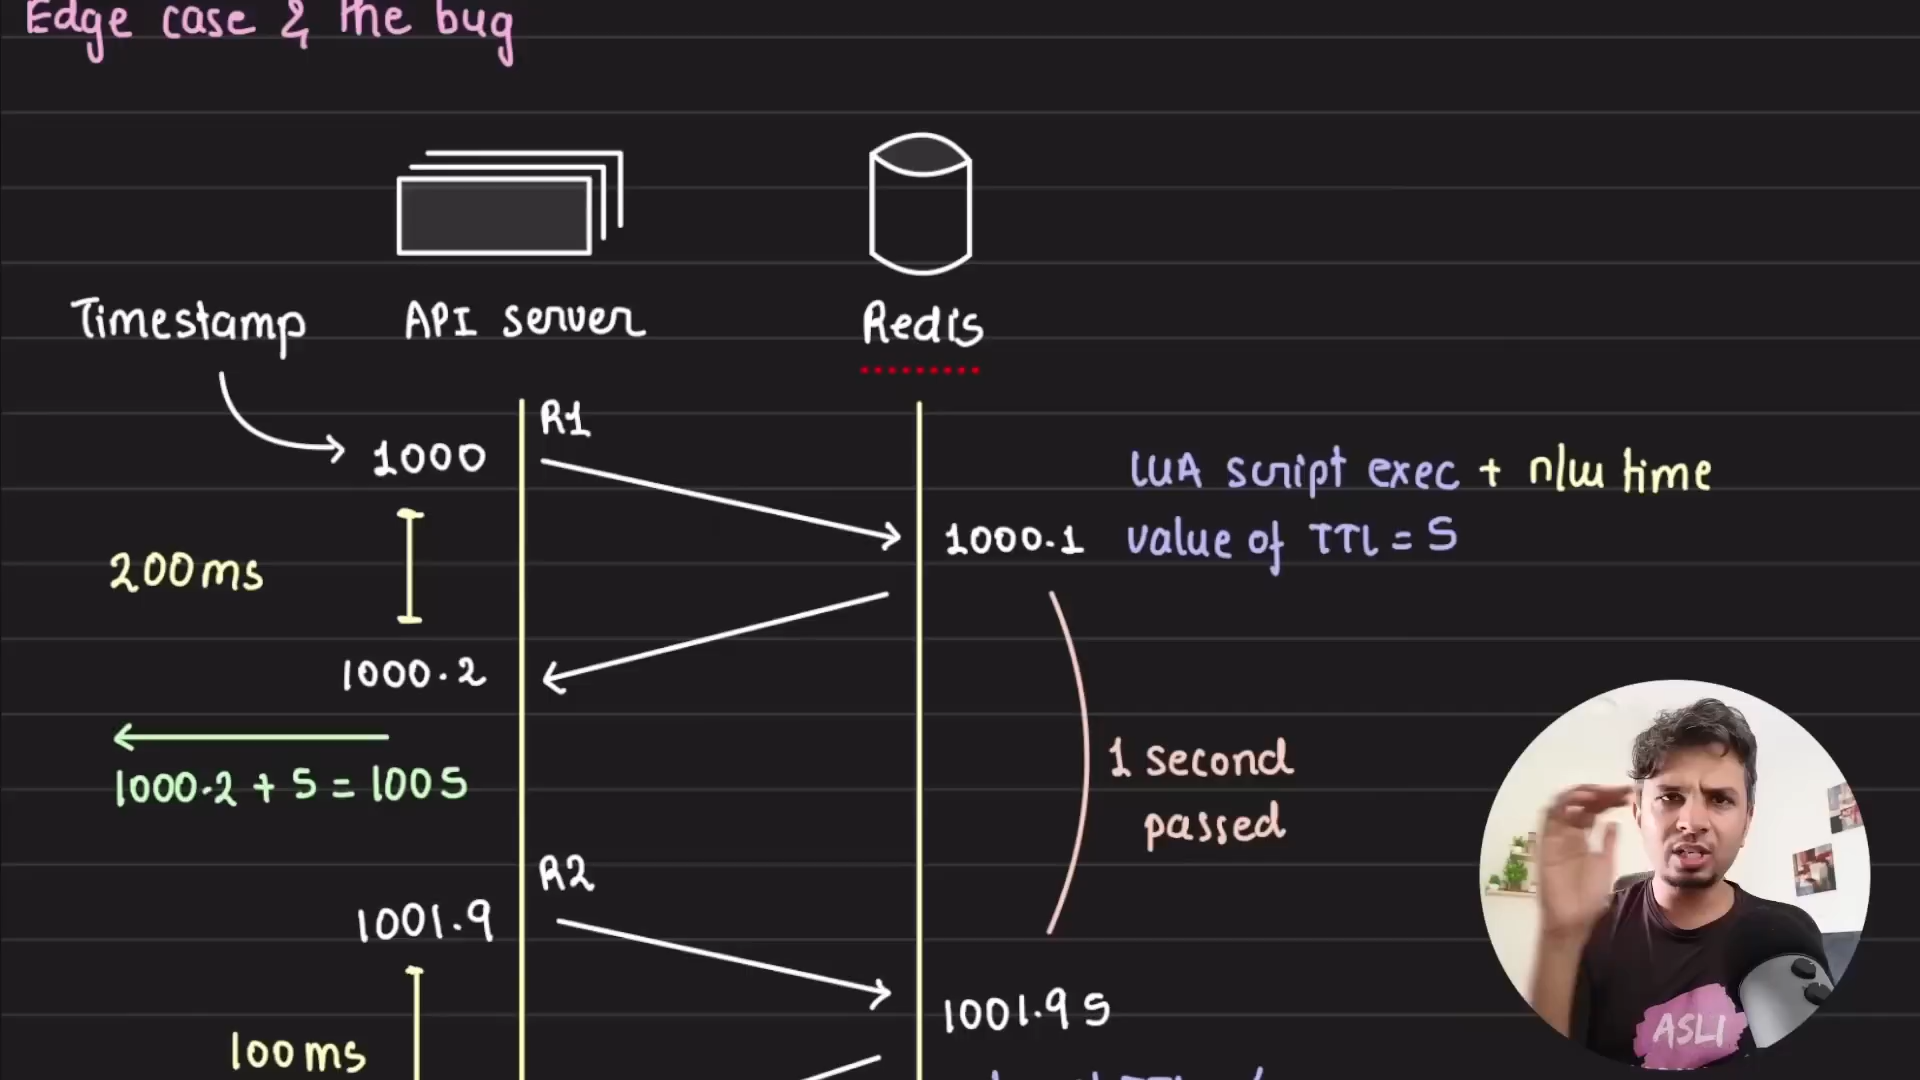 Edge case & the bug
Timestamp
API server
Redis
R1
1000
LUA script exec + n/w time
1000.1
value of TTL = 5
200ms
1000.2
1000.2 + 5 = 1005
1 second
passed
R2
1001.9
1001.95
100ms
ASLI